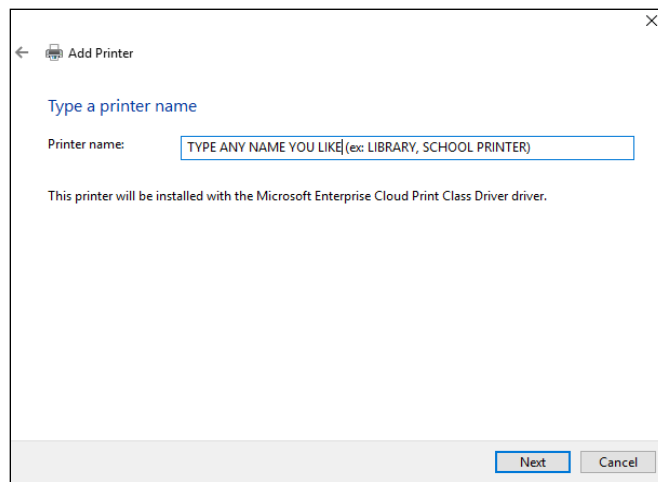 Add Printer
Type a printer name
Printer name: TYPE ANY NAME YOU LIKE (ex: LIBRARY, SCHOOL PRINTER)
This printer will be installed with the Microsoft Enterprise Cloud Print Class Driver driver.
Next Cancel